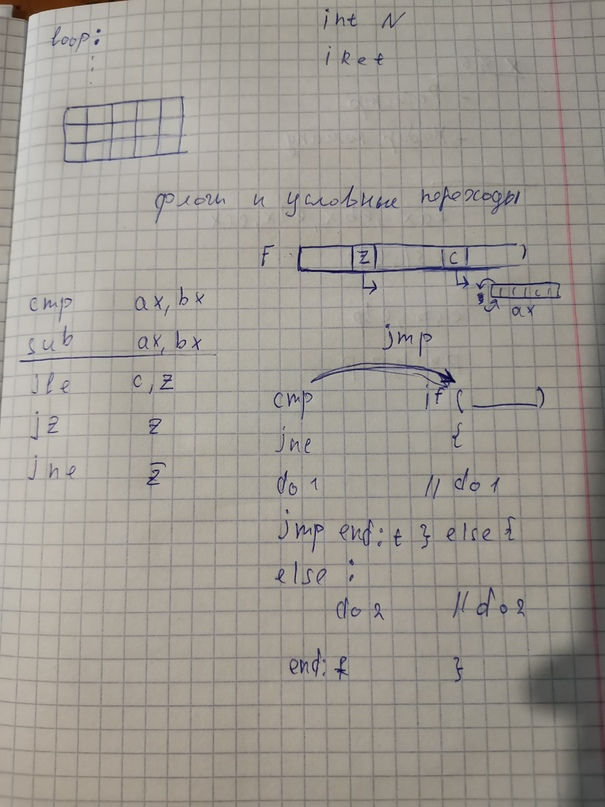 loop:
int N
iret
флаги и условные переходы
F Z C
ax
cmp ax, bx
sub ax, bx
jle c, z
jz z
jne z̅
jmp
cmp if ( ____ )
jne {
do 1 // do 1
jmp end: } else {
else :
do 2 // do 2
end: }